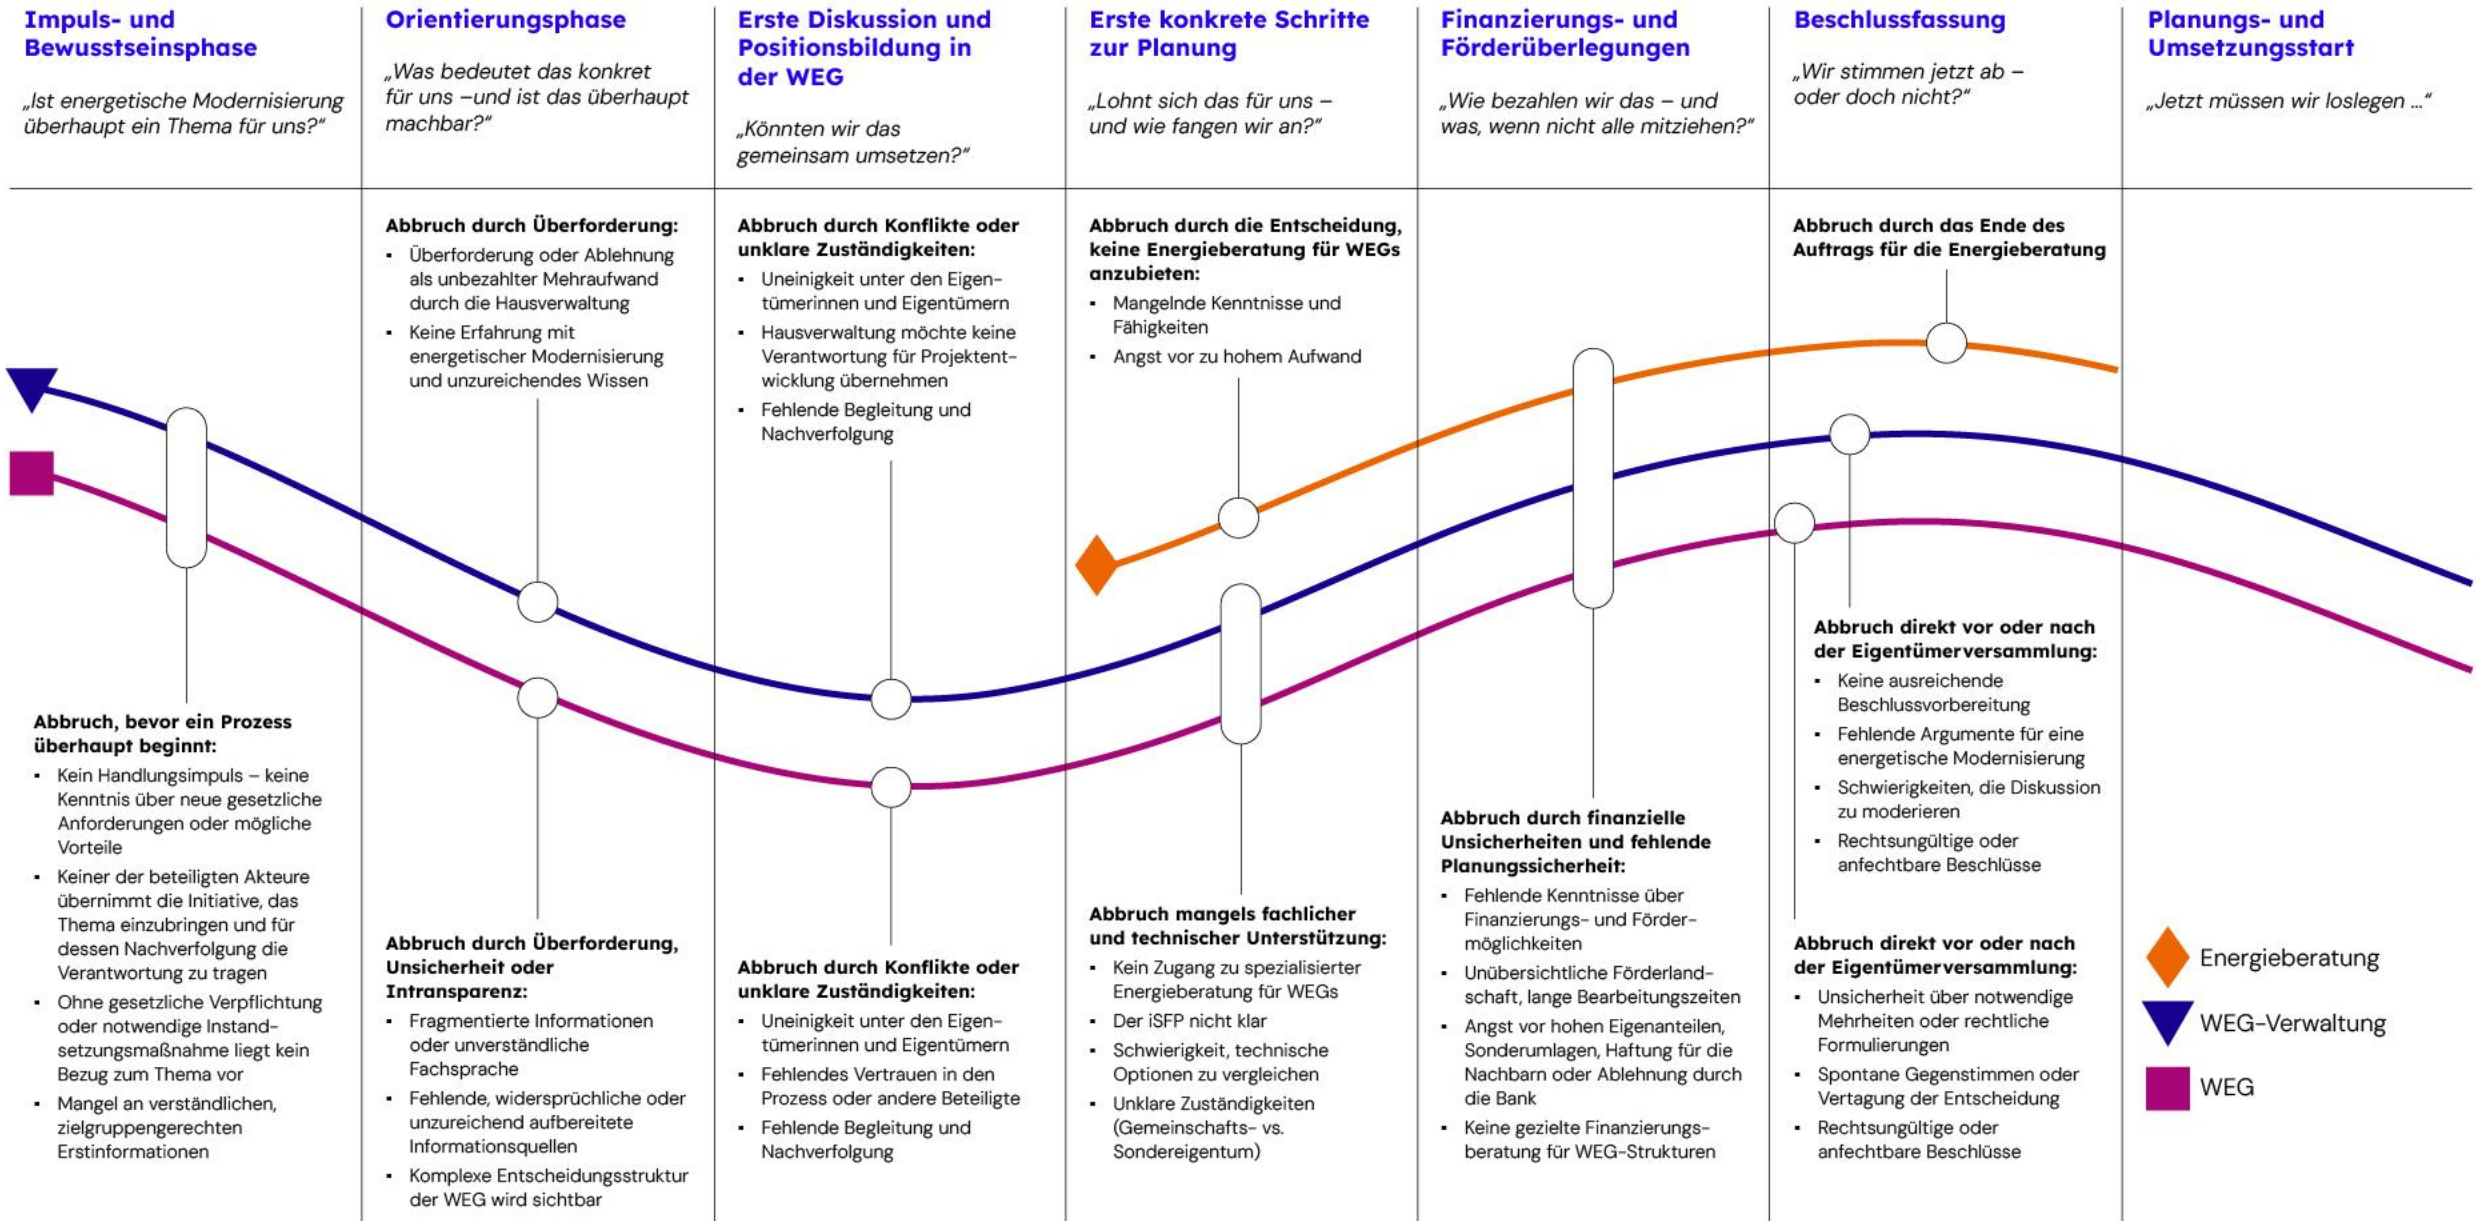 Impuls- und
Bewusstseinsphase
„Ist energetische Modernisierung
überhaupt ein Thema für uns?“
Orientierungsphase
„Was bedeutet das konkret
für uns –und ist das überhaupt
machbar?“
Erste Diskussion und
Positionsbildung in
der WEG
„Könnten wir das
gemeinsam umsetzen?“
Erste konkrete Schritte
zur Planung
„Lohnt sich das für uns –
und wie fangen wir an?“
Finanzierungs- und
Förderüberlegungen
„Wie bezahlen wir das – und
was, wenn nicht alle mitziehen?“
Beschlussfassung
„Wir stimmen jetzt ab –
oder doch nicht?“
Planungs- und
Umsetzungsstart
„Jetzt müssen wir loslegen ...“
Abbruch, bevor ein Prozess
überhaupt beginnt:
▪ Kein Handlungsimpuls – keine
Kenntnis über neue gesetzliche
Anforderungen oder mögliche
Vorteile
▪ Keiner der beteiligten Akteure
übernimmt die Initiative, das
Thema einzubringen und für
dessen Nachverfolgung die
Verantwortung zu tragen
▪ Ohne gesetzliche Verpflichtung
oder notwendige Instand-
setzungsmaßnahme liegt kein
Bezug zum Thema vor
▪ Mangel an verständlichen,
zielgruppengerechten
Erstinformationen
Abbruch durch Überforderung:
▪ Überforderung oder Ablehnung
als unbezahlter Mehraufwand
durch die Hausverwaltung
▪ Keine Erfahrung mit
energetischer Modernisierung
und unzureichendes Wissen
Abbruch durch Überforderung,
Unsicherheit oder
Intransparenz:
▪ Fragmentierte Informationen
oder unverständliche
Fachsprache
▪ Fehlende, widersprüchliche oder
unzureichend aufbereitete
Informationsquellen
▪ Komplexe Entscheidungsstruktur
der WEG wird sichtbar
Abbruch durch Konflikte oder
unklare Zuständigkeiten:
▪ Uneinigkeit unter den Eigen-
tümerinnen und Eigentümern
▪ Hausverwaltung möchte keine
Verantwortung für Projektent-
wicklung übernehmen
▪ Fehlende Begleitung und
Nachverfolgung
Abbruch durch Konflikte oder
unklare Zuständigkeiten:
▪ Uneinigkeit unter den Eigen-
tümerinnen und Eigentümern
▪ Fehlendes Vertrauen in den
Prozess oder andere Beteiligte
▪ Fehlende Begleitung und
Nachverfolgung
Abbruch durch die Entscheidung,
keine Energieberatung für WEGs
anzubieten:
▪ Mangelnde Kenntnisse und
Fähigkeiten
▪ Angst vor zu hohem Aufwand
Abbruch mangels fachlicher
und technischer Unterstützung:
▪ Kein Zugang zu spezialisierter
Energieberatung für WEGs
▪ Der iSFP nicht klar
▪ Schwierigkeit, technische
Optionen zu vergleichen
▪ Unklare Zuständigkeiten
(Gemeinschafts- vs.
Sondereigentum)
Abbruch durch finanzielle
Unsicherheiten und fehlende
Planungssicherheit:
▪ Fehlende Kenntnisse über
Finanzierungs- und Förder-
möglichkeiten
▪ Unübersichtliche Förderland-
schaft, lange Bearbeitungszeiten
▪ Angst vor hohen Eigenanteilen,
Sonderumlagen, Haftung für die
Nachbarn oder Ablehnung durch
die Bank
▪ Keine gezielte Finanzierungs-
beratung für WEG-Strukturen
Abbruch durch das Ende des
Auftrags für die Energieberatung
Abbruch direkt vor oder nach
der Eigentümerversammlung:
▪ Keine ausreichende
Beschlussvorbereitung
▪ Fehlende Argumente für eine
energetische Modernisierung
▪ Schwierigkeiten, die Diskussion
zu moderieren
▪ Rechtsungültige oder
anfechtbare Beschlüsse
Abbruch direkt vor oder nach
der Eigentümerversammlung:
▪ Unsicherheit über notwendige
Mehrheiten oder rechtliche
Formulierungen
▪ Spontane Gegenstimmen oder
Vertagung der Entscheidung
▪ Rechtsungültige oder
anfechtbare Beschlüsse
Energieberatung
WEG-Verwaltung
WEG